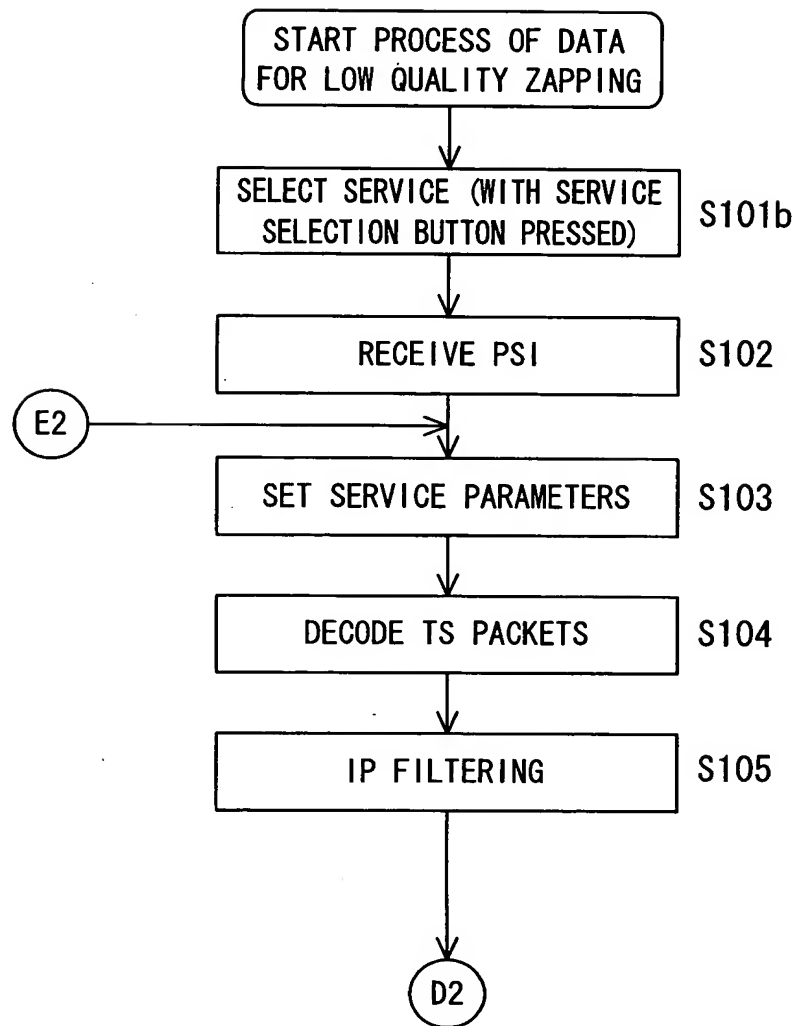 START PROCESS OF DATA
FOR LOW QUALITY ZAPPING
SELECT SERVICE (WITH SERVICE
SELECTION BUTTON PRESSED)
S101b
RECEIVE PSI
S102
E2
SET SERVICE PARAMETERS
S103
DECODE TS PACKETS
S104
IP FILTERING
S105
D2